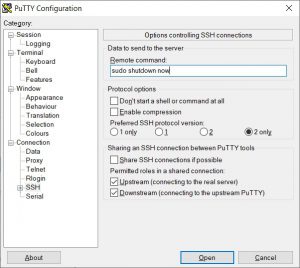 PuTTY Configuration
Category:
Session
Logging
Terminal
Keyboard
Bell
Features
Window
Appearance
Behaviour
Translation
Selection
Colours
Connection
Data
Proxy
Telnet
Rlogin
SSH
Serial
Options controlling SSH connections
Data to send to the server
Remote command:
sudo shutdown now
Protocol options
Don't start a shell or command at all
Enable compression
Preferred SSH protocol version:
1 only 1 2 2 only
Sharing an SSH connection between PuTTY tools
Share SSH connections if possible
Permitted roles in a shared connection:
Upstream (connecting to the real server)
Downstream (connecting to the upstream PuTTY)
About Open Cancel